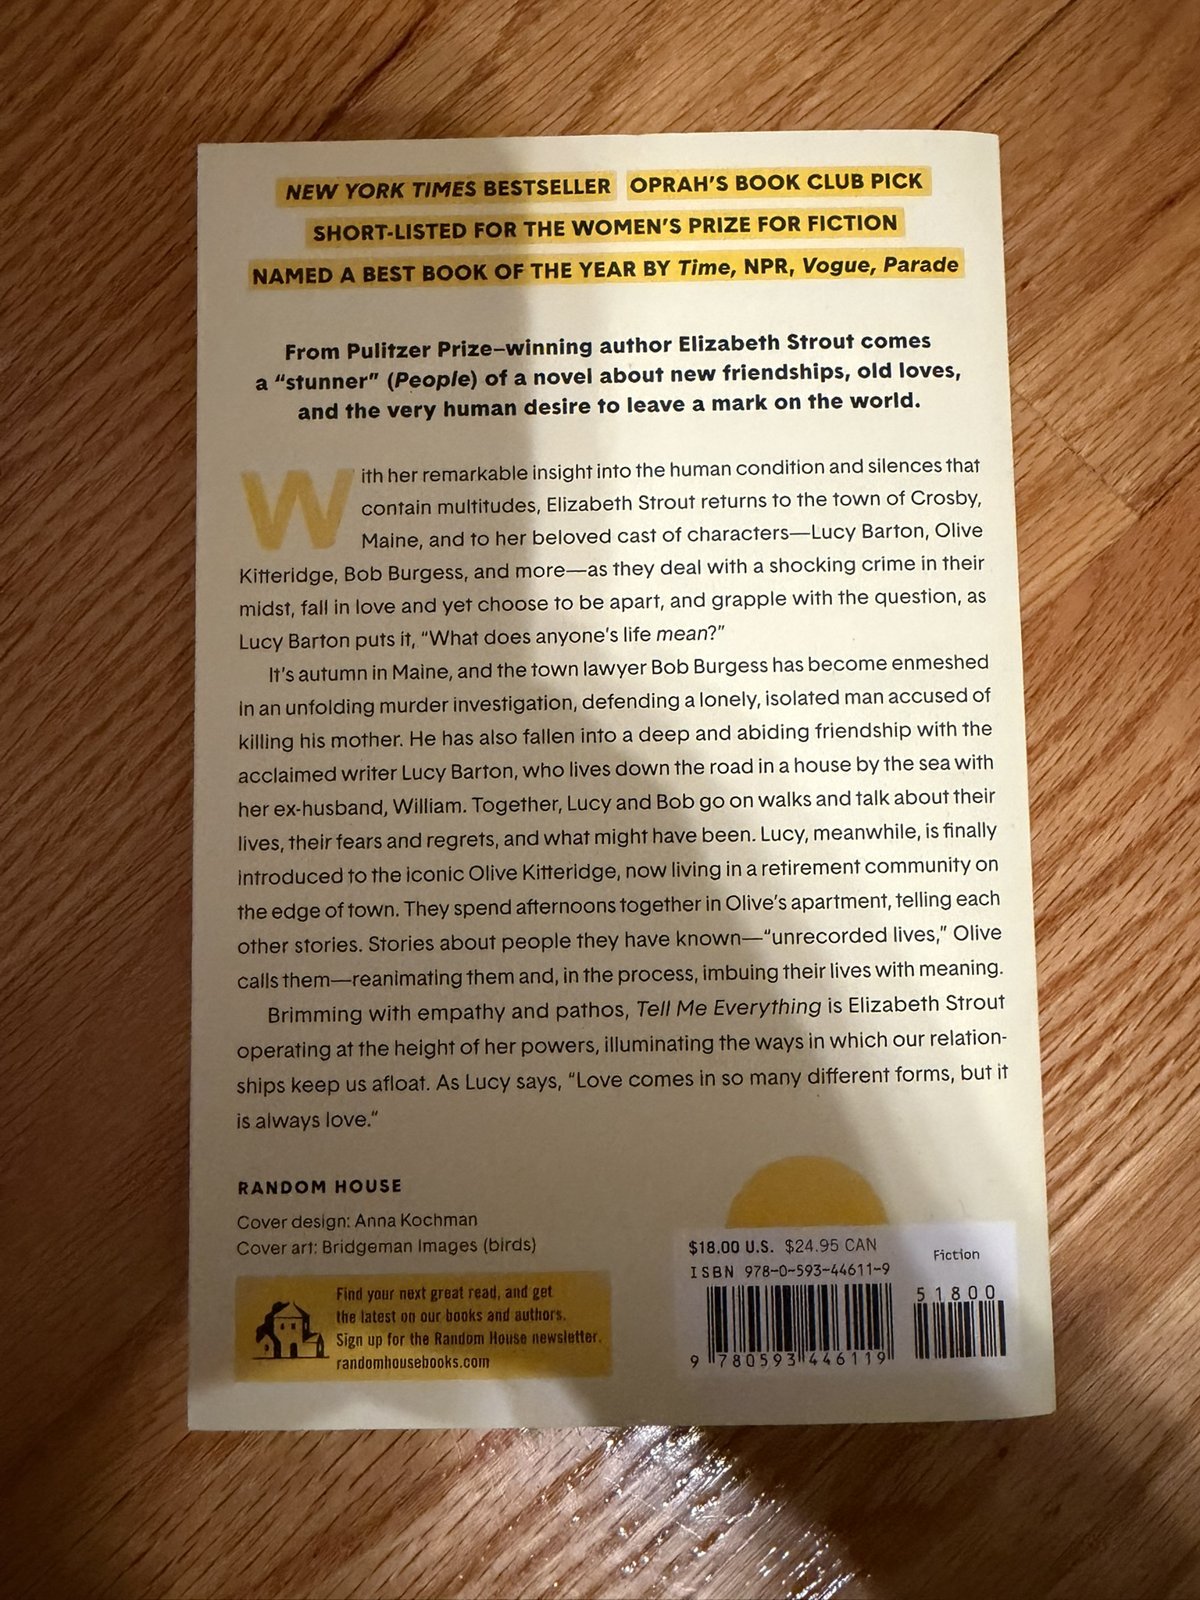 NEW YORK TIMES BESTSELLER OPRAH'S BOOK CLUB PICK
SHORT-LISTED FOR THE WOMEN'S PRIZE FOR FICTION
NAMED A BEST BOOK OF THE YEAR BY Time, NPR, Vogue, Parade
From Pulitzer Prize–winning author Elizabeth Strout comes
a “stunner” (People) of a novel about new friendships, old loves,
and the very human desire to leave a mark on the world.
With her remarkable insight into the human condition and silences that
contain multitudes, Elizabeth Strout returns to the town of Crosby,
Maine, and to her beloved cast of characters—Lucy Barton, Olive
Kitteridge, Bob Burgess, and more—as they deal with a shocking crime in their
midst, fall in love and yet choose to be apart, and grapple with the question, as
Lucy Barton puts it, “What does anyone's life mean?”
It's autumn in Maine, and the town lawyer Bob Burgess has become enmeshed
in an unfolding murder investigation, defending a lonely, isolated man accused of
killing his mother. He has also fallen into a deep and abiding friendship with the
acclaimed writer Lucy Barton, who lives down the road in a house by the sea with
her ex-husband, William. Together, Lucy and Bob go on walks and talk about their
lives, their fears and regrets, and what might have been. Lucy, meanwhile, is finally
introduced to the iconic Olive Kitteridge, now living in a retirement community on
the edge of town. They spend afternoons together in Olive's apartment, telling each
other stories. Stories about people they have known—“unrecorded lives,” Olive
calls them—reanimating them and, in the process, imbuing their lives with meaning.
Brimming with empathy and pathos, Tell Me Everything is Elizabeth Strout
operating at the height of her powers, illuminating the ways in which our relation-
ships keep us afloat. As Lucy says, “Love comes in so many different forms, but it
is always love.”
RANDOM HOUSE
Cover design: Anna Kochman
Cover art: Bridgeman Images (birds)
Find your next great read, and get
the latest on our books and authors.
Sign up for the Random House newsletter.
randomhousebooks.com
$18.00 U.S. $24.95 CAN
Fiction
ISBN 978-0-593-44611-9
51800
9 780593 446119